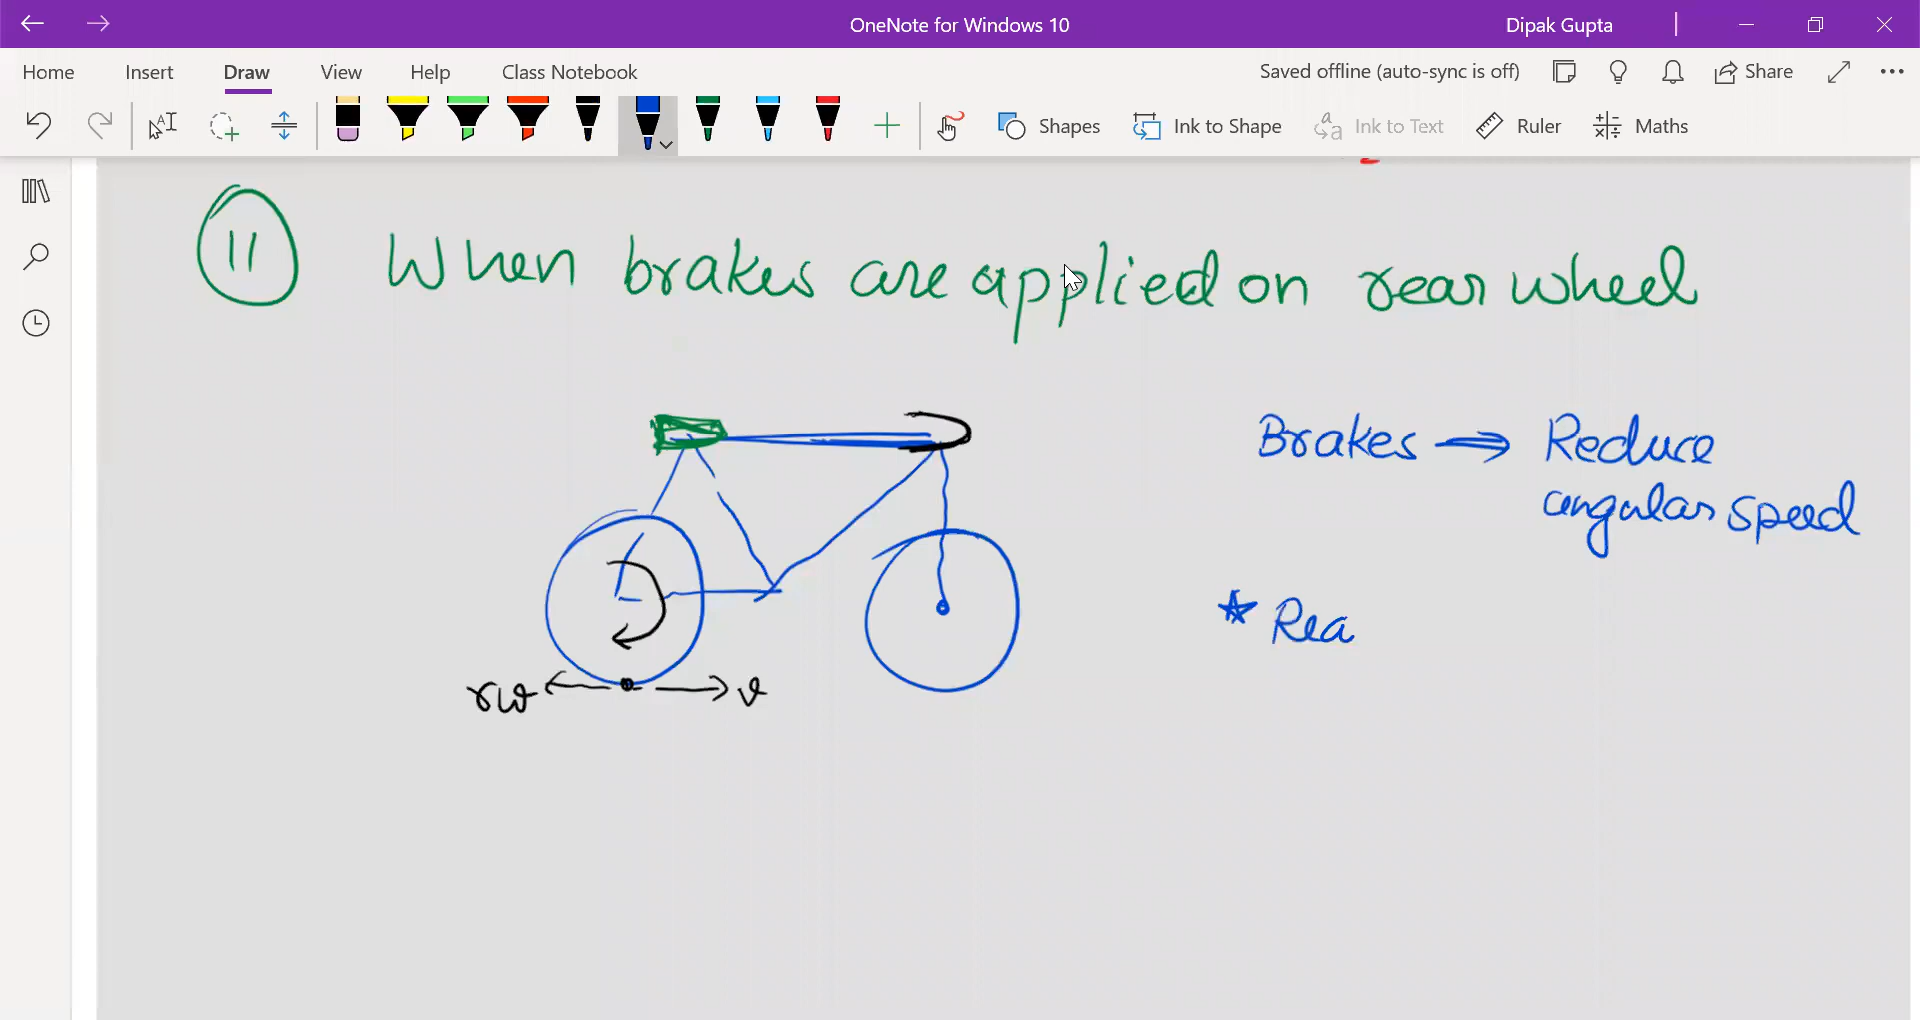 OneNote for Windows 10
Dipak Gupta
Home Insert Draw View Help Class Notebook
Saved offline (auto-sync is off)
Share
Shapes
Ink to Shape
Ink to Text
Ruler
Maths
11 When brakes are applied on rear wheel
Brakes → Reduce
angular speed
* Rea
rω
v